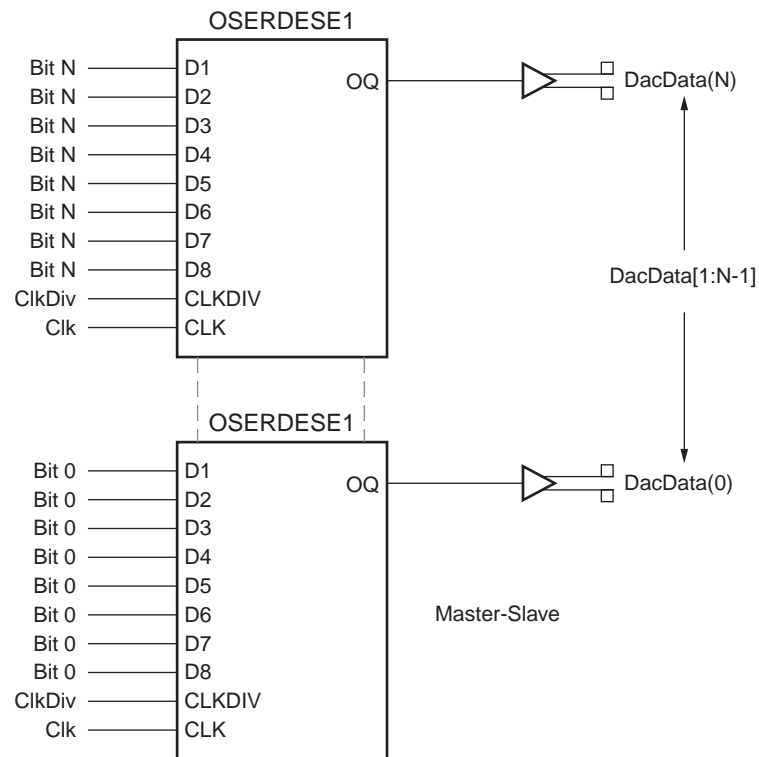 OSERDESE1
Bit N D1
OQ
DacData(N)
Bit N D2
Bit N D3
Bit N D4
Bit N D5
Bit N D6
Bit N D7
Bit N D8
ClkDiv CLKDIV
Clk CLK
DacData[1:N-1]
OSERDESE1
Bit 0 D1
OQ
DacData(0)
Bit 0 D2
Bit 0 D3
Bit 0 D4
Bit 0 D5
Bit 0 D6
Master-Slave
Bit 0 D7
Bit 0 D8
ClkDiv CLKDIV
Clk CLK